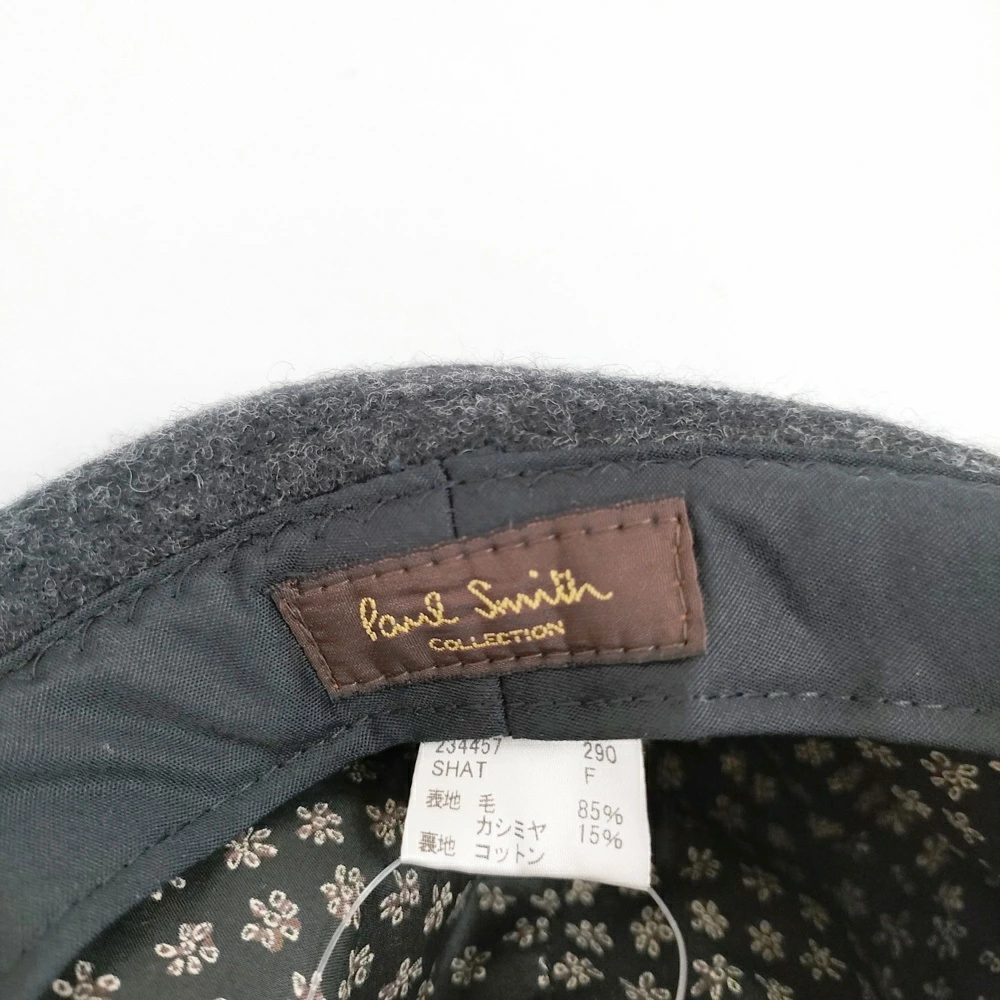 Paul Smith
COLLECTION
234457 290
SHAT F
表地 毛 85%
カシミヤ 15%
裏地 コットン